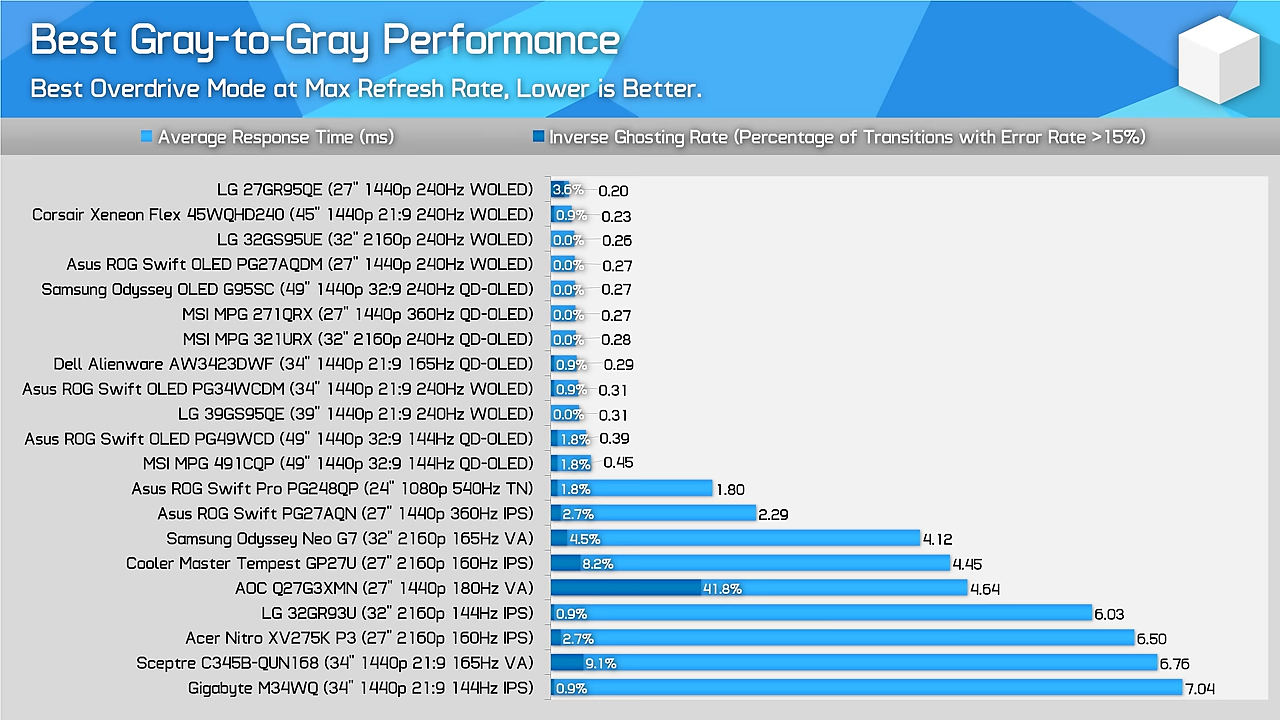 Best Gray-to-Gray Performance
Best Overdrive Mode at Max Refresh Rate, Lower is Better.
Average Response Time (ms) Inverse Ghosting Rate (Percentage of Transitions with Error Rate >15%)
LG 27GR95QE (27" 1440p 240Hz WOLED) 3.6% 0.20
Corsair Xeneon Flex 45WQHD240 (45" 1440p 21:9 240Hz WOLED) 0.9% 0.23
LG 32GS95UE (32" 2160p 240Hz WOLED) 0.0% 0.26
Asus ROG Swift OLED PG27AQDM (27" 1440p 240Hz WOLED) 0.0% 0.27
Samsung Odyssey OLED G95SC (49" 1440p 32:9 240Hz QD-OLED) 0.0% 0.27
MSI MPG 271QRX (27" 1440p 360Hz QD-OLED) 0.0% 0.27
MSI MPG 321URX (32" 2160p 240Hz QD-OLED) 0.0% 0.28
Dell Alienware AW3423DWF (34" 1440p 21:9 165Hz QD-OLED) 0.9% 0.29
Asus ROG Swift OLED PG34WCDM (34" 1440p 21:9 240Hz WOLED) 0.9% 0.31
LG 39GS95QE (39" 1440p 21:9 240Hz WOLED) 0.0% 0.31
Asus ROG Swift OLED PG49WCD (49" 1440p 32:9 144Hz QD-OLED) 1.8% 0.39
MSI MPG 491CQP (49" 1440p 32:9 144Hz QD-OLED) 1.8% 0.45
Asus ROG Swift Pro PG248QP (24" 1080p 540Hz TN) 1.8% 1.80
Asus ROG Swift PG27AQN (27" 1440p 360Hz IPS) 2.7% 2.29
Samsung Odyssey Neo G7 (32" 2160p 165Hz VA) 4.5% 4.12
Cooler Master Tempest GP27U (27" 2160p 160Hz IPS) 8.2% 4.45
AOC Q27G3XMN (27" 1440p 180Hz VA) 41.8% 4.64
LG 32GR93U (32" 2160p 144Hz IPS) 0.9% 6.03
Acer Nitro XV275K P3 (27" 2160p 160Hz IPS) 2.7% 6.50
Sceptre C345B-QUN168 (34" 1440p 21:9 165Hz VA) 9.1% 6.76
Gigabyte M34WQ (34" 1440p 21:9 144Hz IPS) 0.9% 7.04